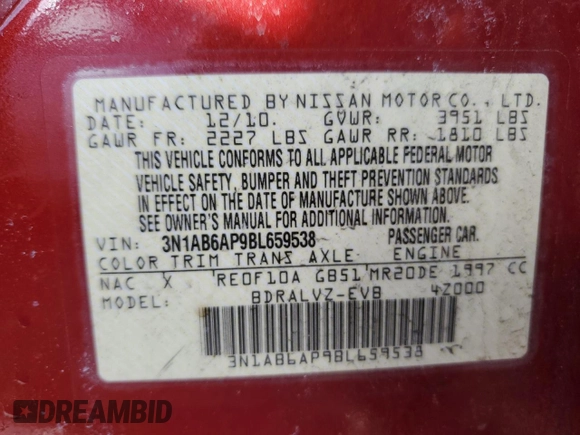 MANUFACTURED BY NISSAN MOTOR CO., LTD.
DATE: 12/10. GVWR: 3951 LBS
GAWR FR: 2227 LBS GAWR RR: 1810 LBS
THIS VEHICLE CONFORMS TO ALL APPLICABLE FEDERAL MOTOR
VEHICLE SAFETY, BUMPER AND THEFT PREVENTION STANDARDS
IN EFFECT ON THE DATE OF MANUFACTURE SHOWN ABOVE.
SEE OWNER'S MANUAL FOR ADDITIONAL INFORMATION.
VIN: 3N1AB6AP9BL659538 PASSENGER CAR.
COLOR TRIM TRANS AXLE ENGINE
NAC X RE0F10A GB51 MR20DE 1997 CC
MODEL: BDRALVZ-EVB 4Z000
3N1AB6AP9BL659538
DREAMBID